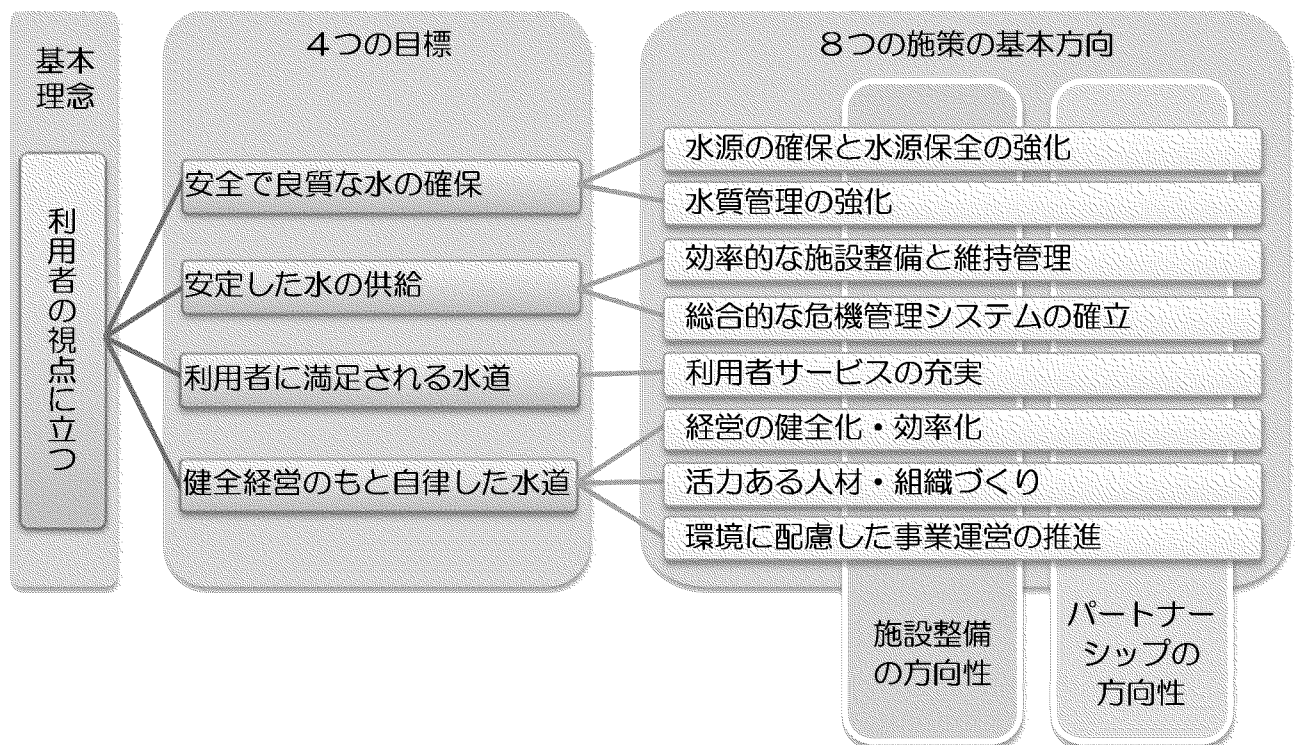 基本
理念
利用者の視点に立つ
4つの目標
安全で良質な水の確保
安定した水の供給
利用者に満足される水道
健全経営のもと自律した水道
8つの施策の基本方向
水源の確保と水源保全の強化
水質管理の強化
効率的な施設整備と維持管理
総合的な危機管理システムの確立
利用者サービスの充実
経営の健全化・効率化
活力ある人材・組織づくり
環境に配慮した事業運営の推進
施設整備
の方向性
パートナー
シップの
方向性